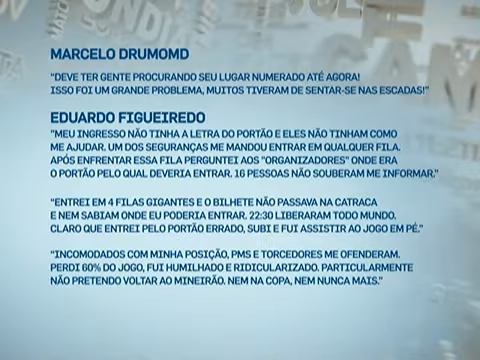 MARCELO DRUMOMD
"DEVE TER GENTE PROCURANDO SEU LUGAR NUMERADO ATÉ AGORA!
ISSO FOI UM GRANDE PROBLEMA, MUITOS TIVERAM DE SENTAR-SE NAS ESCADAS!"
EDUARDO FIGUEIREDO
"MEU INGRESSO NÃO TINHA A LETRA DO PORTÃO E ELES NÃO TINHAM COMO
ME AJUDAR. UM DOS SEGURANÇAS ME MANDOU ENTRAR EM QUALQUER FILA.
APÓS ENFRENTAR ESSA FILA PERGUNTEI AOS "ORGANIZADORES" ONDE ERA
O PORTÃO PELO QUAL DEVERIA ENTRAR. 16 PESSOAS NÃO SOUBERAM ME INFORMAR."
"ENTREI EM 4 FILAS GIGANTES E O BILHETE NÃO PASSAVA NA CATRACA
E NEM SABIAM ONDE EU PODERIA ENTRAR. 22:30 LIBERARAM TODO MUNDO.
CLARO QUE ENTREI PELO PORTÃO ERRADO, SUBI E FUI ASSISTIR AO JOGO EM PÉ."
"INCOMODADOS COM MINHA POSIÇÃO, PMS E TORCEDORES ME OFENDERAM.
PERDI 60% DO JOGO, FUI HUMILHADO E RIDICULARIZADO. PARTICULARMENTE
NÃO PRETENDO VOLTAR AO MINEIRÃO. NEM NA COPA, NEM NUNCA MAIS."